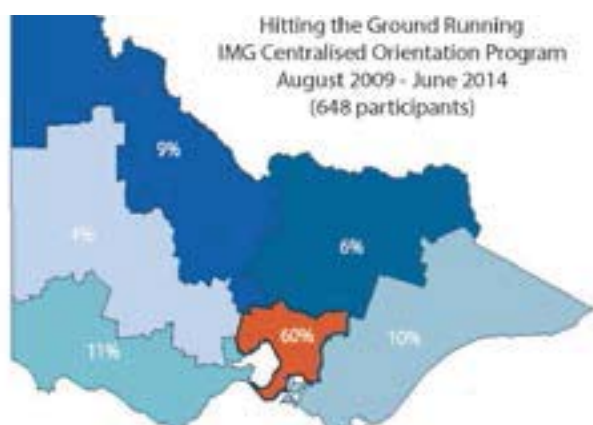 Hitting the Ground Running
IMG Centralised Orientation Program
August 2009 - June 2014
(648 participants)
9%
4%
6%
60%
10%
11%